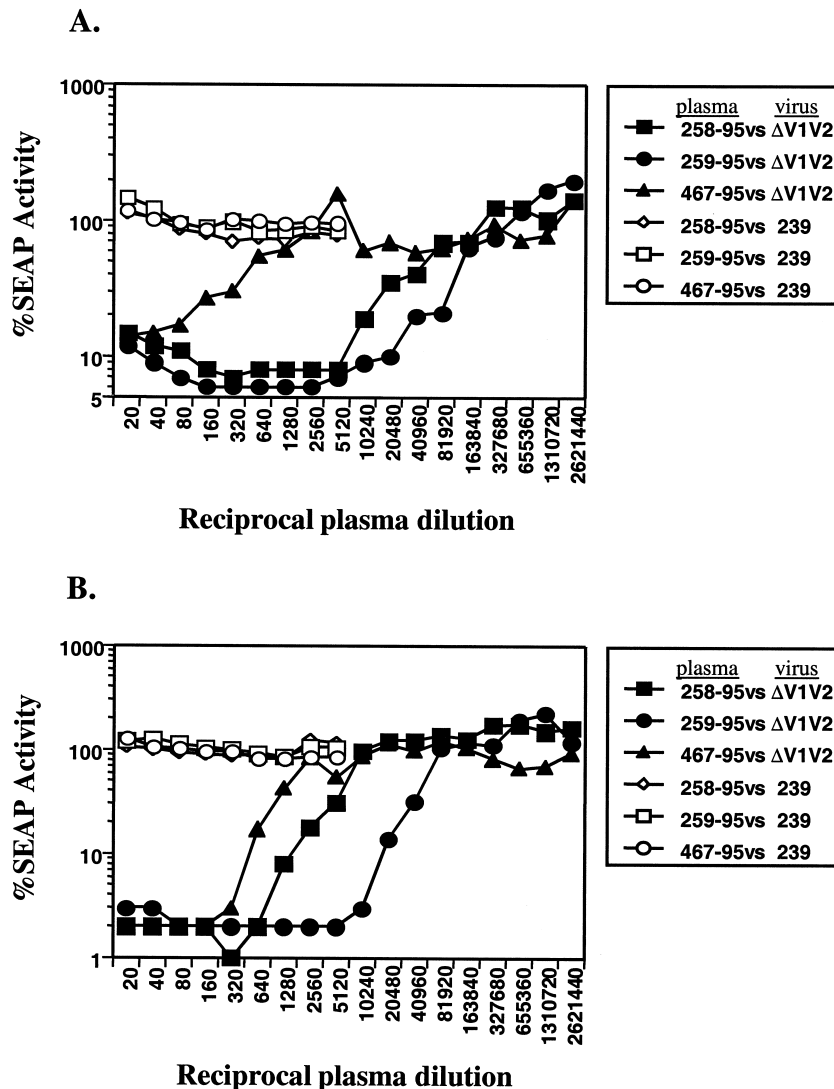 A.
1000
100
10
5
%SEAP Activity
20 40 80 160 320 640 1280 2560 5120 10240 20480 40960 81920 163840 327680 655360 1310720 2621440
Reciprocal plasma dilution
plasma virus
258-95vs ΔV1V2
259-95vs ΔV1V2
467-95vs ΔV1V2
258-95vs 239
259-95vs 239
467-95vs 239
B.
1000
100
10
1
%SEAP Activity
20 40 80 160 320 640 1280 2560 5120 10240 20480 40960 81920 163840 327680 655360 1310720 2621440
Reciprocal plasma dilution
plasma virus
258-95vs ΔV1V2
259-95vs ΔV1V2
467-95vs ΔV1V2
258-95vs 239
259-95vs 239
467-95vs 239